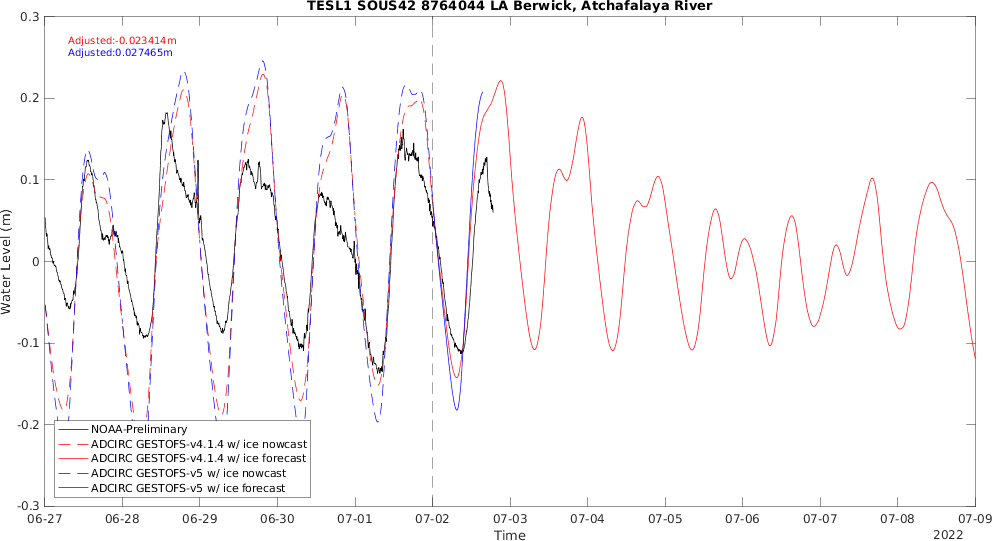 TESL1 SOUS42 8764044 LA Berwick, Atchafalaya River
Adjusted:-0.023414m
Adjusted:0.027465m
0.3
0.2
0.1
0
-0.1
-0.2
-0.3
Water Level (m)
NOAA-Preliminary
ADCIRC GESTOFS-v4.1.4 w/ ice nowcast
ADCIRC GESTOFS-v4.1.4 w/ ice forecast
ADCIRC GESTOFS-v5 w/ ice nowcast
ADCIRC GESTOFS-v5 w/ ice forecast
06-27 06-28 06-29 06-30 07-01 07-02 07-03 07-04 07-05 07-06 07-07 07-08 07-09
Time
2022